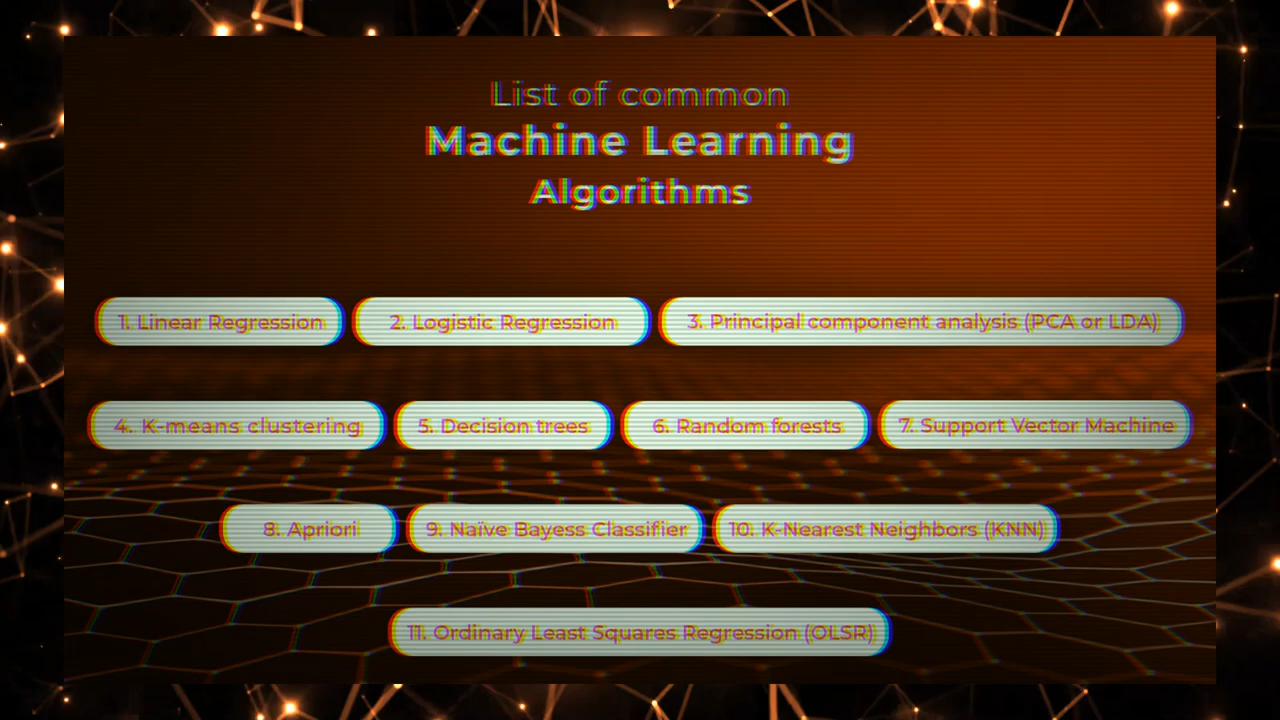 List of common
Machine Learning
Algorithms
1. Linear Regression
2. Logistic Regression
3. Principal component analysis (PCA or LDA)
4. K-means clustering
5. Decision trees
6. Random forests
7. Support Vector Machine
8. Apriori
9. Naïve Bayess Classifier
10. K-Nearest Neighbors (KNN)
11. Ordinary Least Squares Regression (OLSR)